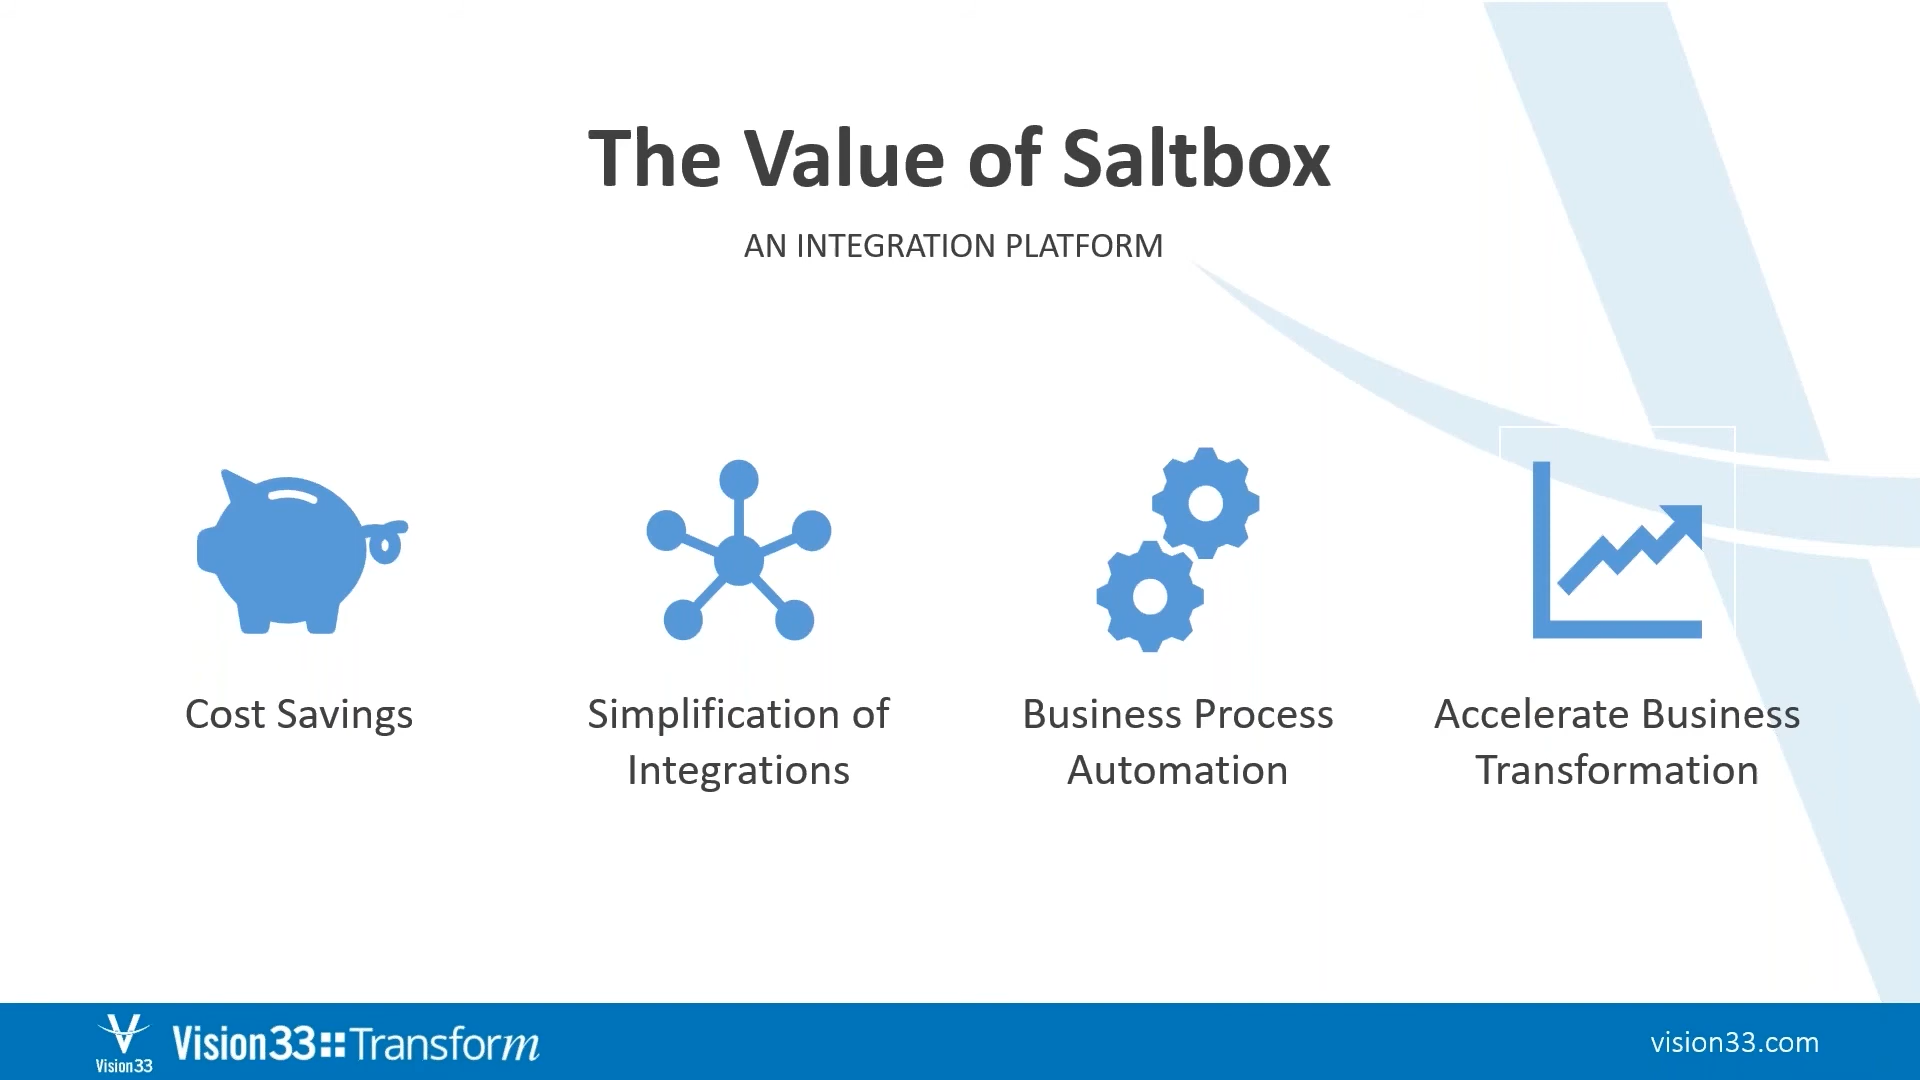 The Value of Saltbox
AN INTEGRATION PLATFORM
Cost Savings
Simplification of
Integrations
Business Process
Automation
Accelerate Business
Transformation
Vision33
Vision33::Transform
vision33.com